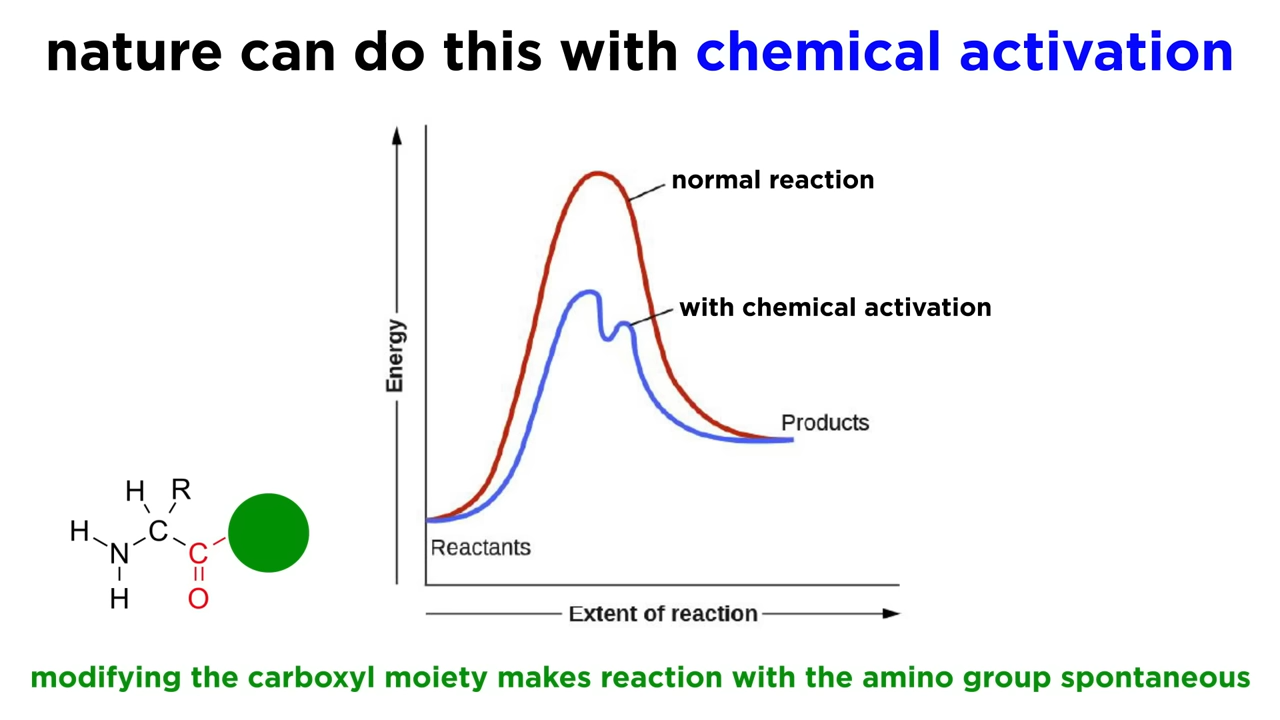 nature can do this with chemical activation
normal reaction
with chemical activation
Energy
Products
Reactants
Extent of reaction
H R
H C
N C
H O
modifying the carboxyl moiety makes reaction with the amino group spontaneous